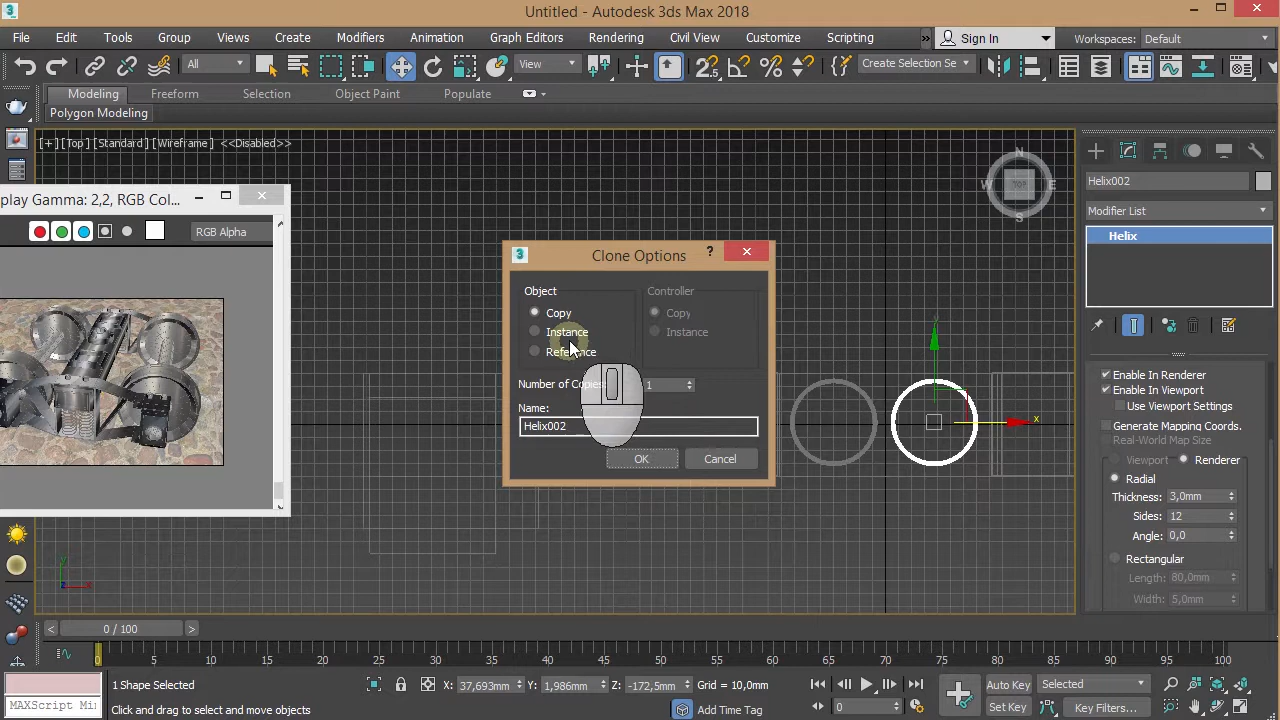 Untitled - Autodesk 3ds Max 2018
File Edit Tools Group Views Create Modifiers Animation Graph Editors Rendering Civil View Customize Scripting » Sign In Workspaces: Default
All View Create Selection Se
Modeling Freeform Selection Object Paint Populate
Polygon Modeling
[+] [Top] [Standard] [Wireframe] <<Disabled>>
N
W TOP E
S
Helix002
Modifier List
Helix
play Gamma: 2,2, RGB Col...
RGB Alpha
Clone Options
Object
Copy
Instance
Reference
Controller
Copy
Instance
Number of Copies:
1
Name:
Helix002
OK Cancel
y
x
Enable In Renderer
Enable In Viewport
Use Viewport Settings
Generate Mapping Coords.
Real-World Map Size
Viewport Renderer
Radial
Thickness: 3,0mm
Sides: 12
Angle: 0,0
Rectangular
Length: 80,0mm
Width: 5,0mm
y
z x
< 0 / 100 >
0 5 10 15 20 25 30 35 40 45 50 55 60 65 70 75 80 85 90 95 100
1 Shape Selected
X: 37,693mm Y: 1,986mm Z: -172,5mm Grid = 10,0mm
Auto Key Selected
MAXScript Mi
Click and drag to select and move objects
Add Time Tag
0
Set Key Key Filters...